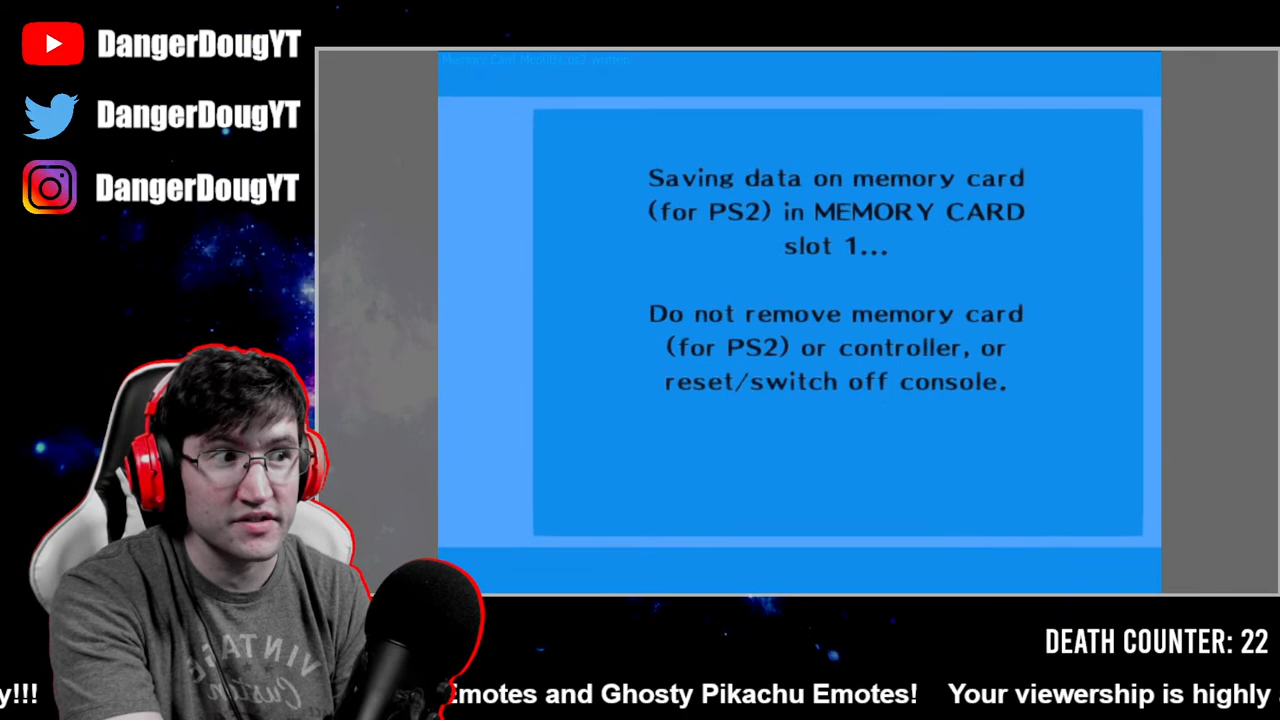 DangerDougYT
DangerDougYT
DangerDougYT
Saving data on memory card
(for PS2) in MEMORY CARD
slot 1...
Do not remove memory card
(for PS2) or controller, or
reset/switch off console.
VINTAGE
Custom
DEATH COUNTER: 22
y!!! Emotes and Ghosty Pikachu Emotes! Your viewership is highly